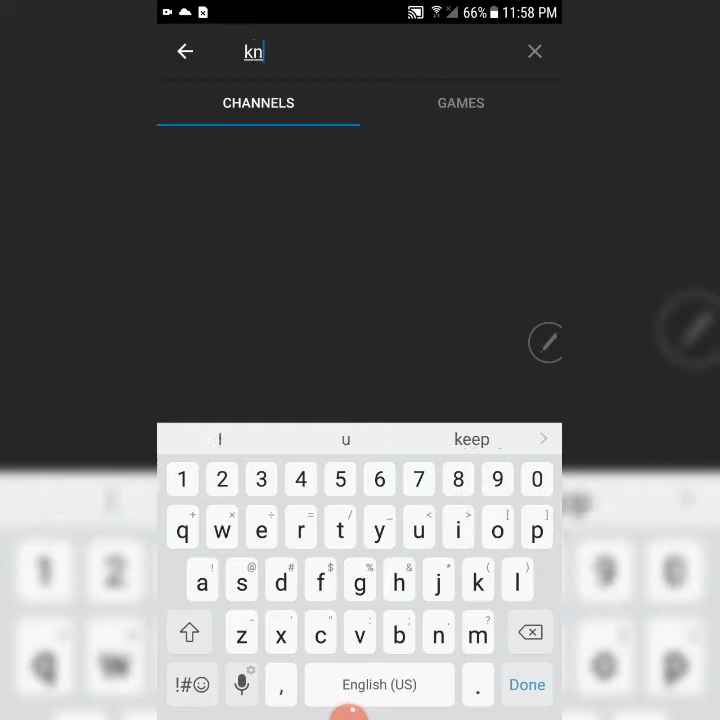 66% 11:58 PM
kn
CHANNELS GAMES
I u keep
1 2 3 4 5 6 7 8 9 0
q w e r t y u i o p
a s d f g h j k l
z x c v b n m
!#☺ , English (US) . Done